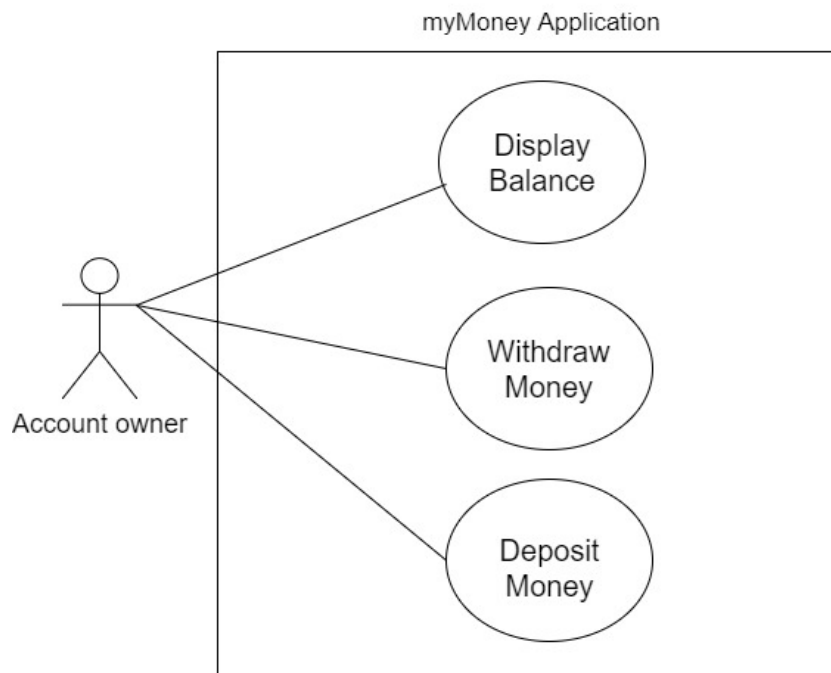 myMoney Application
Display
Balance
Withdraw
Money
Account owner
Deposit
Money